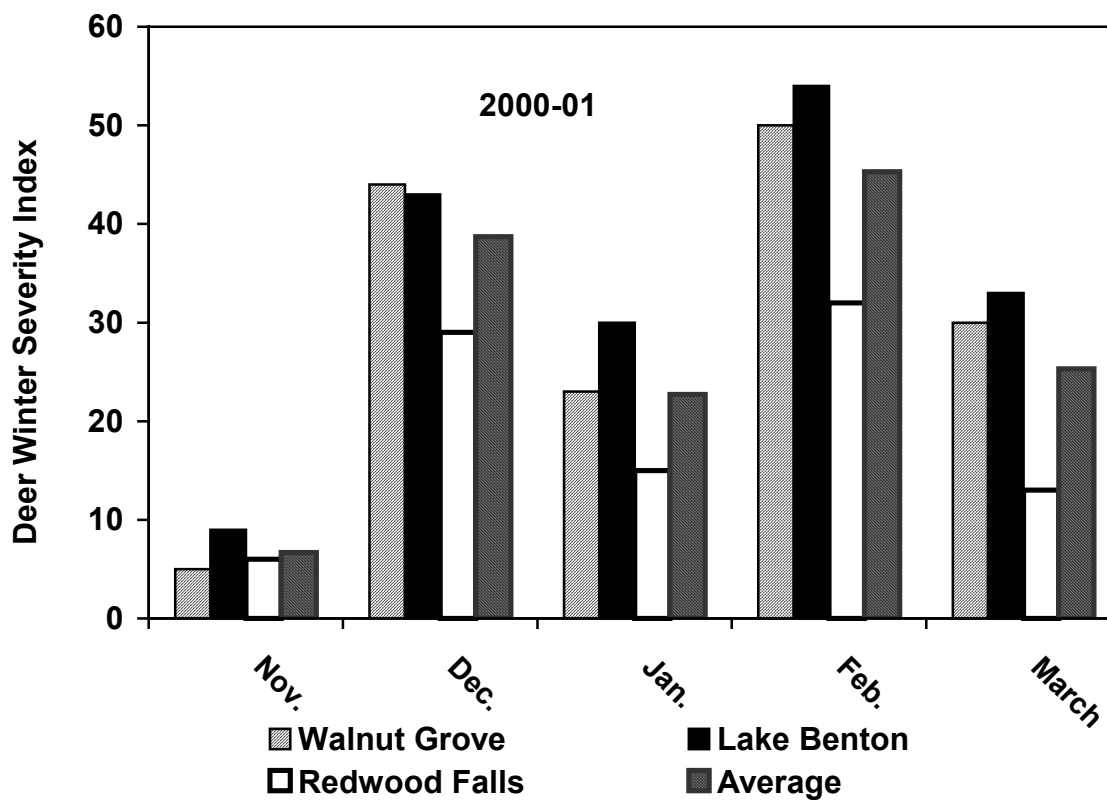 60
2000-01
50
40
30
20
10
0
Deer Winter Severity Index
Nov.
Dec.
Jan.
Feb.
March
Walnut Grove
Lake Benton
Redwood Falls
Average